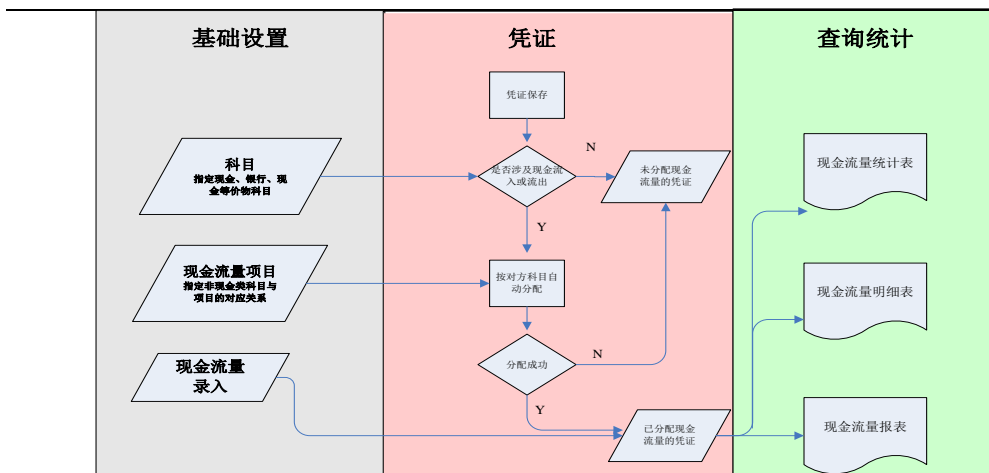 基础设置
凭证
查询统计
凭证保存
科目
指定现金、银行、现
金等价物科目
是否涉及现金流
入或流出
N
未分配现金
流量的凭证
现金流量统计表
Y
现金流量项目
指定非现金类科目与
项目的对应关系
按对方科目自
动分配
现金流量明细表
现金流量
录入
分配成功
N
Y
已分配现金
流量的凭证
现金流量报表